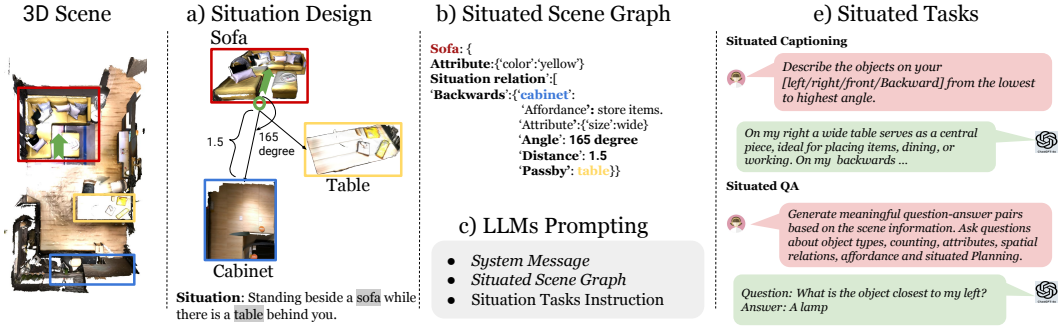 3D Scene
a) Situation Design
Sofa
1.5
165
degree
Table
Cabinet
Situation: Standing beside a sofa while
there is a table behind you.
b) Situated Scene Graph
Sofa: {
Attribute:{'color':'yellow'}
Situation relation':[
'Backwards':{'cabinet':
'Affordance': store items.
'Attribute':{'size':wide}
'Angle': 165 degree
'Distance': 1.5
'Passby': table}}
c) LLMs Prompting
• System Message
• Situated Scene Graph
• Situation Tasks Instruction
e) Situated Tasks
Situated Captioning
Describe the objects on your
[left/right/front/Backward] from the lowest
to highest angle.
On my right a wide table serves as a central
piece, ideal for placing items, dining, or
working. On my backwards ...
Situated QA
Generate meaningful question-answer pairs
based on the scene information. Ask questions
about object types, counting, attributes, spatial
relations, affordance and situated Planning.
Question: What is the object closest to my left?
Answer: A lamp